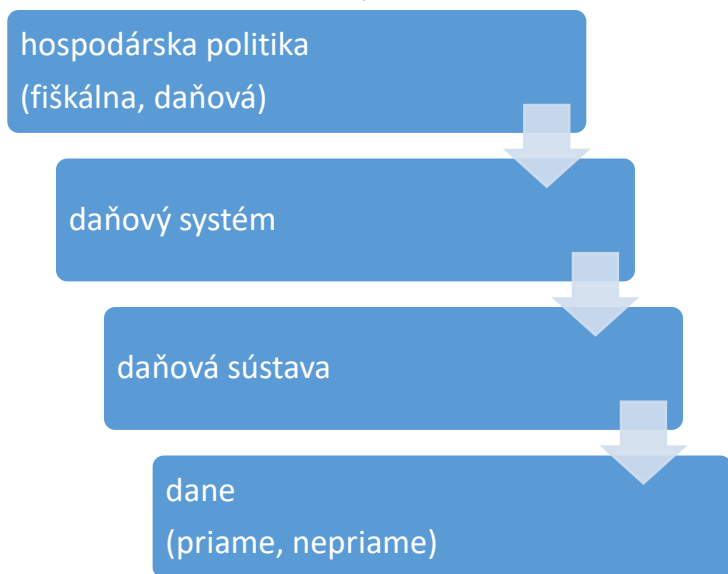 hospodárska politika
(fiškálna, daňová)
daňový systém
daňová sústava
dane
(priame, nepriame)